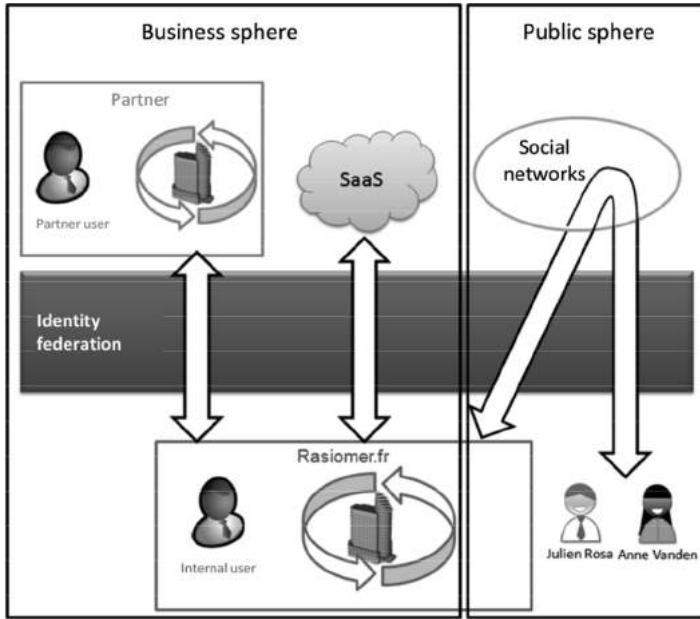 Business sphere
Public sphere
Partner
Partner user
SaaS
Social
networks
Identity
federation
Rasiomer.fr
Internal user
Julien Rosa
Anne Vanden